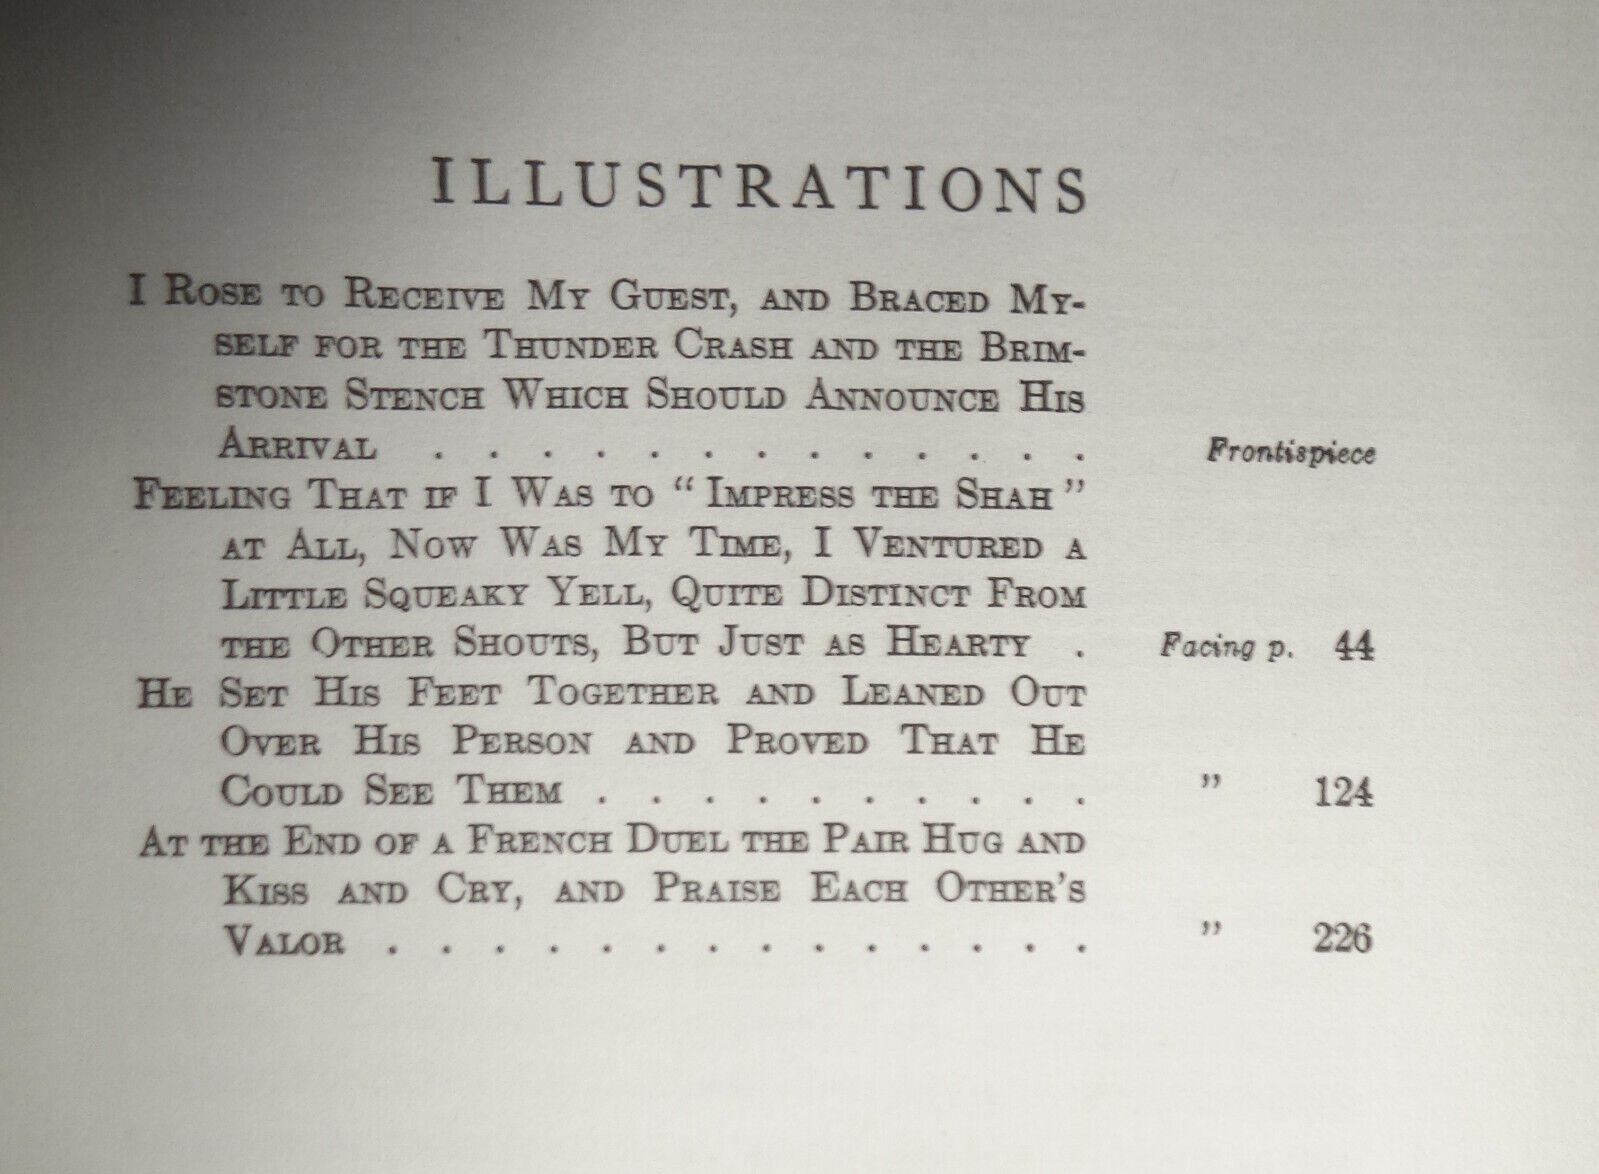 ILLUSTRATIONS
I Rose to Receive My Guest, and Braced My-
self for the Thunder Crash and the Brim-
stone Stench Which Should Announce His
Arrival . . . . . . . . . . . . . Frontispiece
Feeling That if I Was to “ Impress the Shah ”
at All, Now Was My Time, I Ventured a
Little Squeaky Yell, Quite Distinct From
the Other Shouts, But Just as Hearty . Facing p. 44
He Set His Feet Together and Leaned Out
Over His Person and Proved That He
Could See Them . . . . . . . . . . ” 124
At the End of a French Duel the Pair Hug and
Kiss and Cry, and Praise Each Other's
Valor . . . . . . . . . . . . . . ” 226